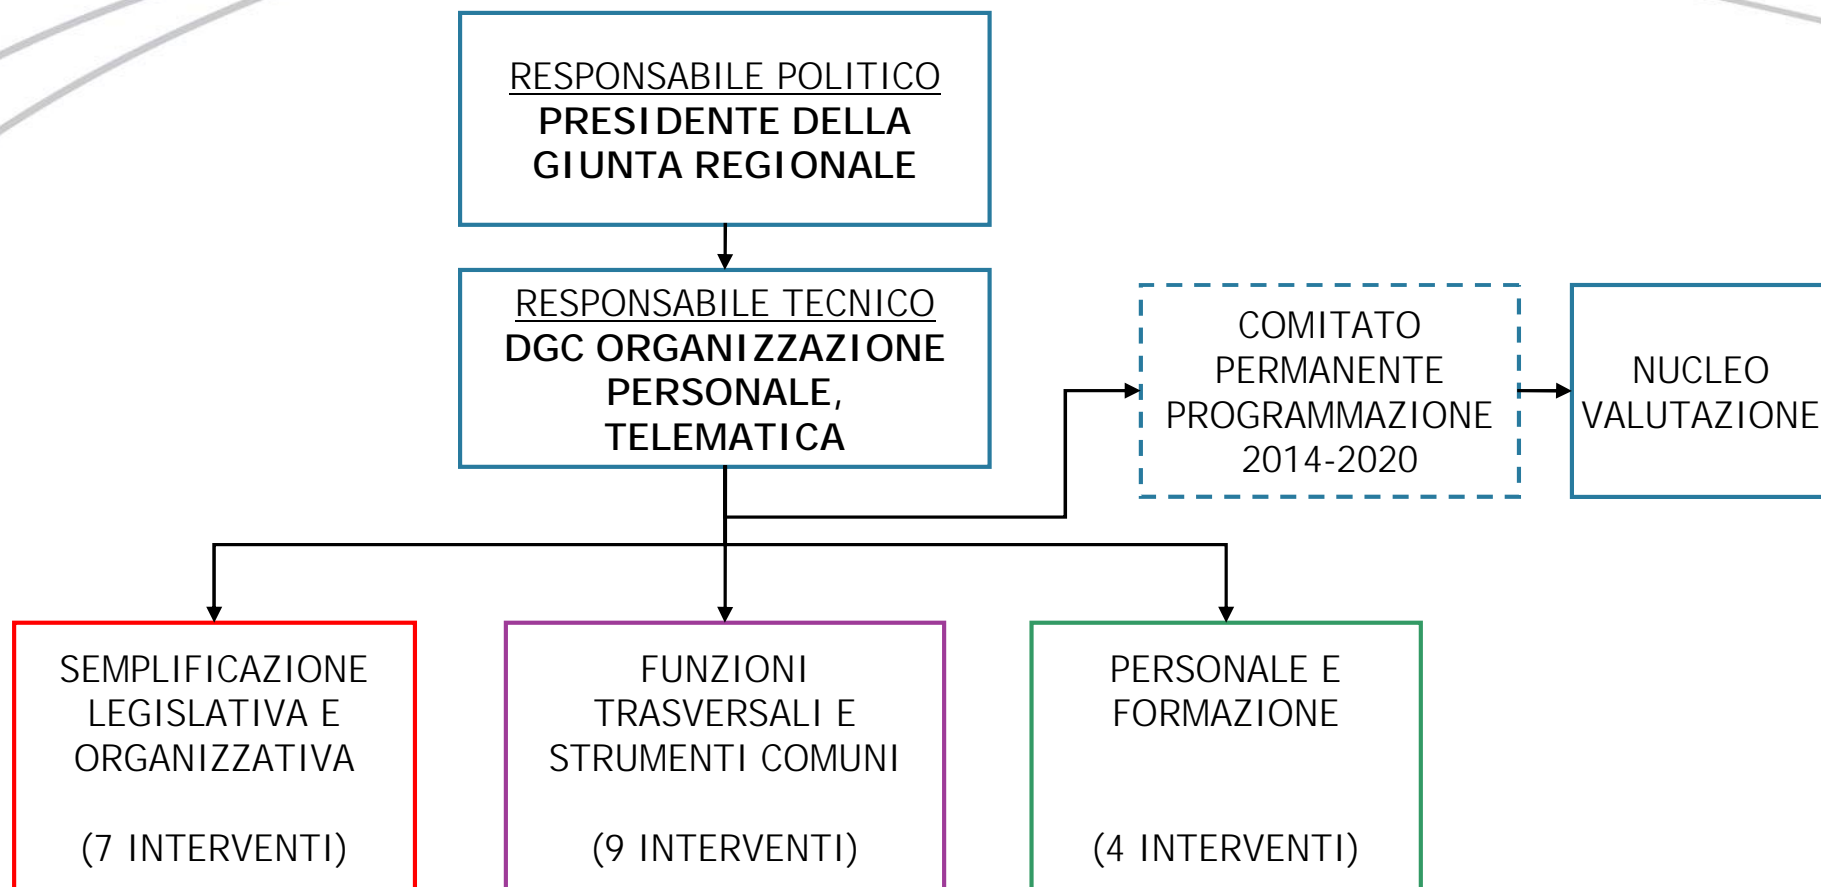 RESPONSABILE POLITICO
PRESIDENTE DELLA
GIUNTA REGIONALE
RESPONSABILE TECNICO
DGC ORGANIZZAZIONE
PERSONALE,
TELEMATICA
COMITATO
PERMANENTE
PROGRAMMAZIONE
2014-2020
NUCLEO
VALUTAZIONE
SEMPLIFICAZIONE
LEGISLATIVA E
ORGANIZZATIVA
(7 INTERVENTI)
FUNZIONI
TRASVERSALI E
STRUMENTI COMUNI
(9 INTERVENTI)
PERSONALE E
FORMAZIONE
(4 INTERVENTI)